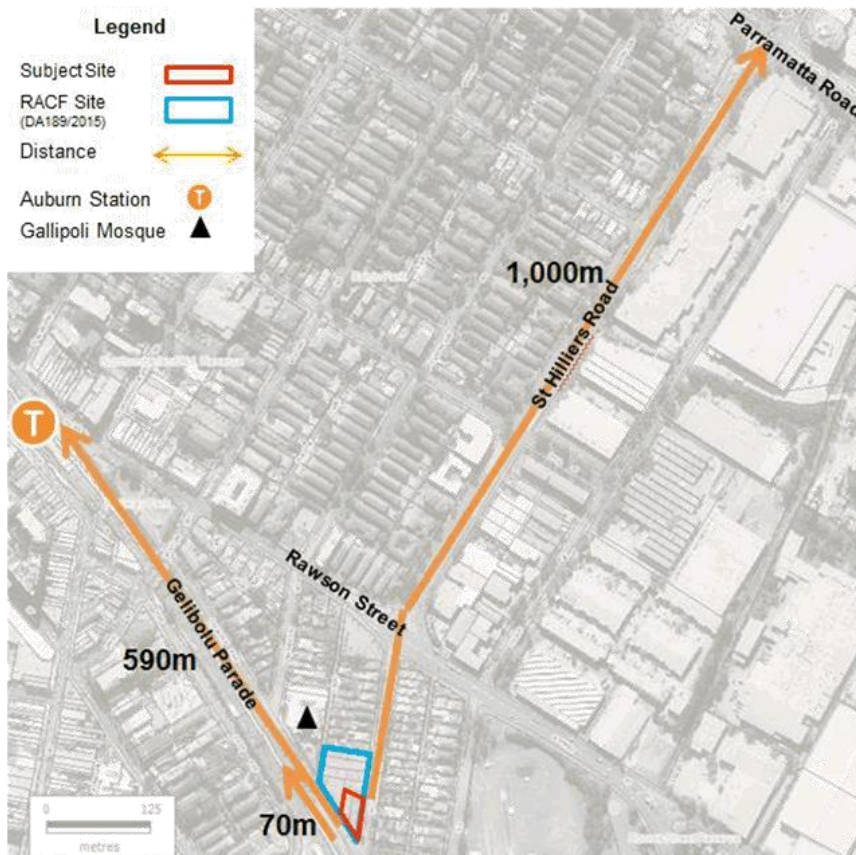 Legend
Subject Site
RACF Site
(DA189/2015)
Distance
Auburn Station T
Gallipoli Mosque
Parramatta Road
1,000m
St Hilliers Road
T
Rawson Street
Gelibolu Parade
590m
70m
0 125
metres